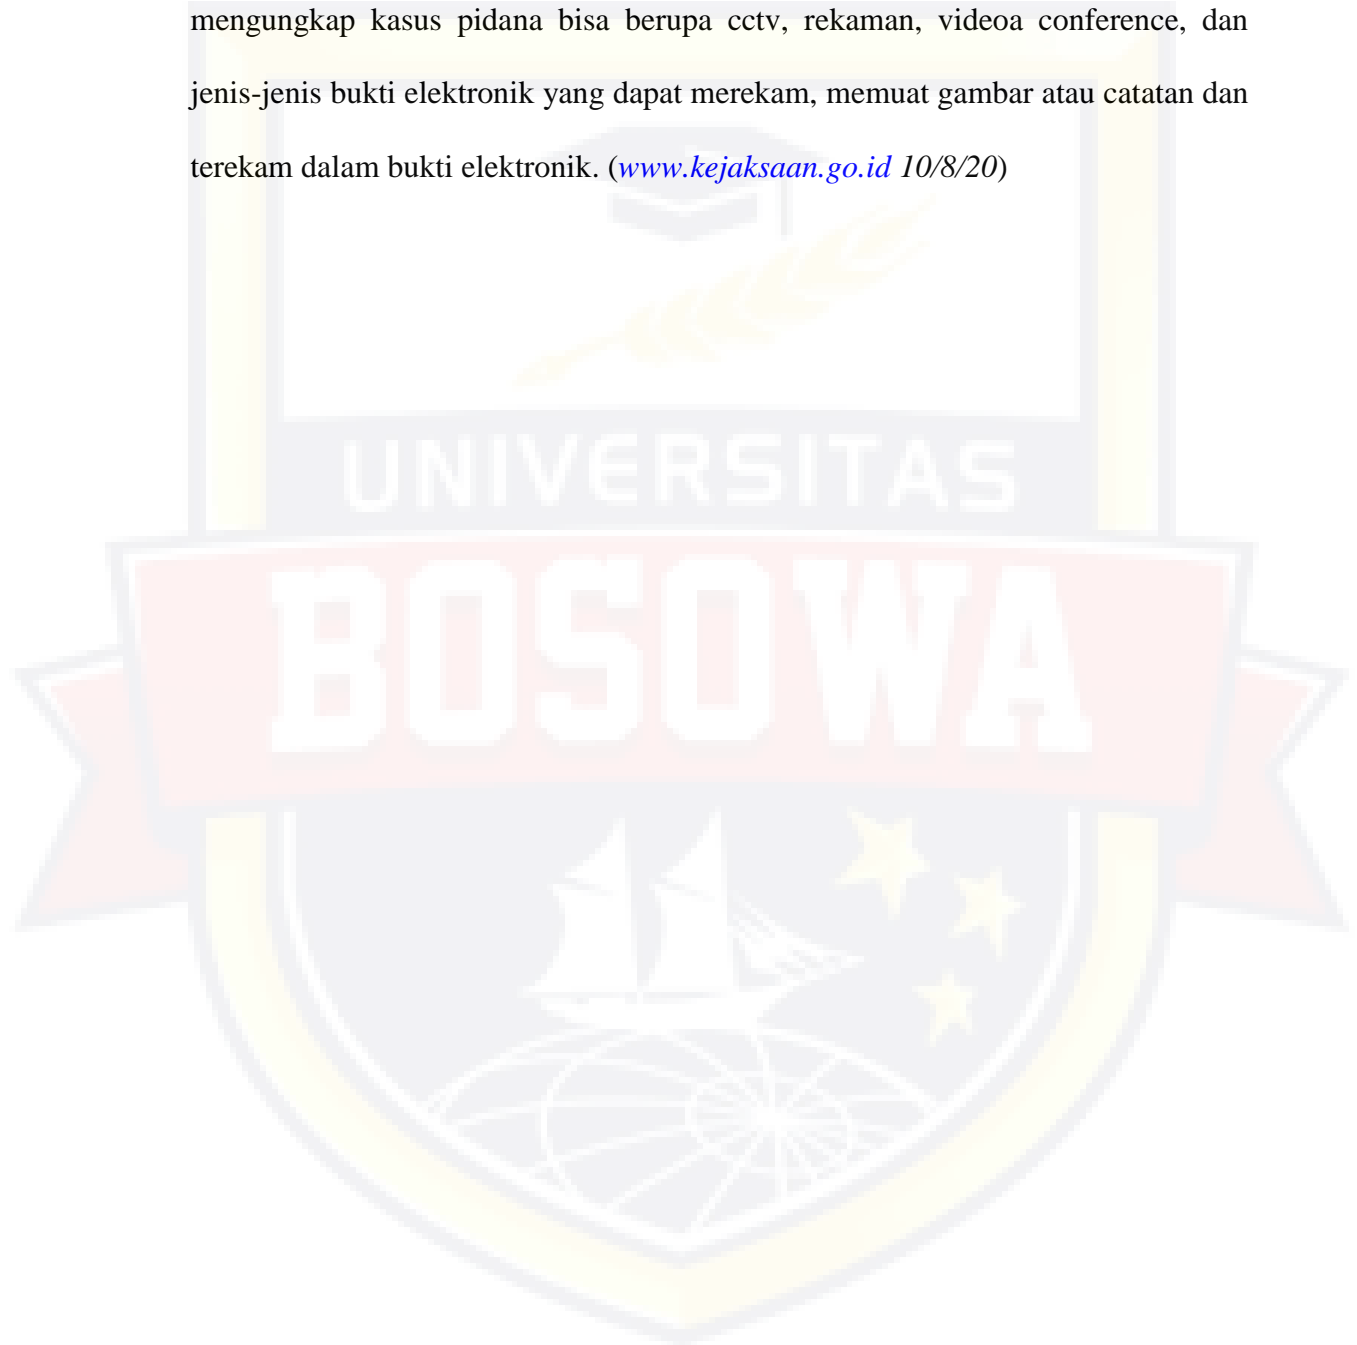 mengungkap kasus pidana bisa berupa cctv, rekaman, videoa conference, dan
jenis-jenis bukti elektronik yang dapat merekam, memuat gambar atau catatan dan
terekam dalam bukti elektronik. (www.kejaksaan.go.id 10/8/20)
UNIVERSITAS
BOSOWA